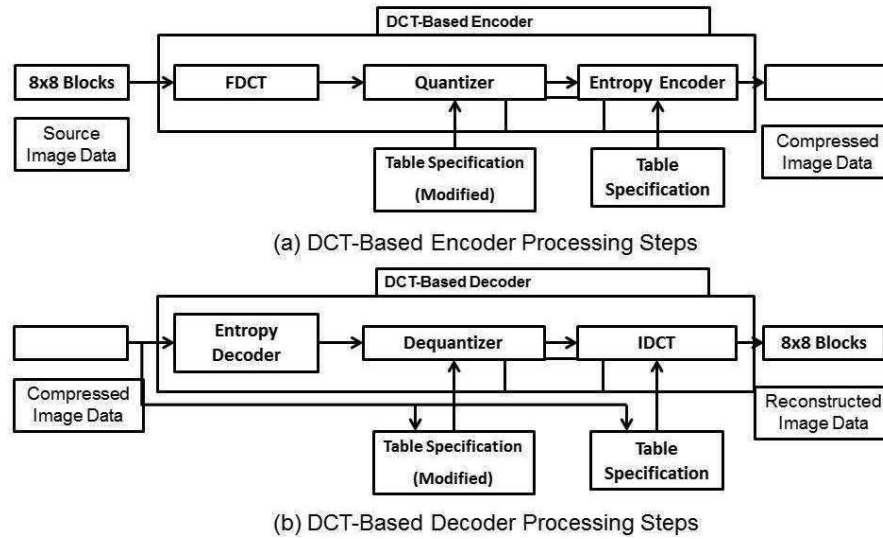 DCT-Based Encoder
8x8 Blocks
FDCT
Quantizer
Entropy Encoder
Source
Image Data
Table Specification
(Modified)
Table
Specification
Compressed
Image Data
(a) DCT-Based Encoder Processing Steps
DCT-Based Decoder
Entropy
Decoder
Dequantizer
IDCT
8x8 Blocks
Compressed
Image Data
Table Specification
(Modified)
Table
Specification
Reconstructed
Image Data
(b) DCT-Based Decoder Processing Steps